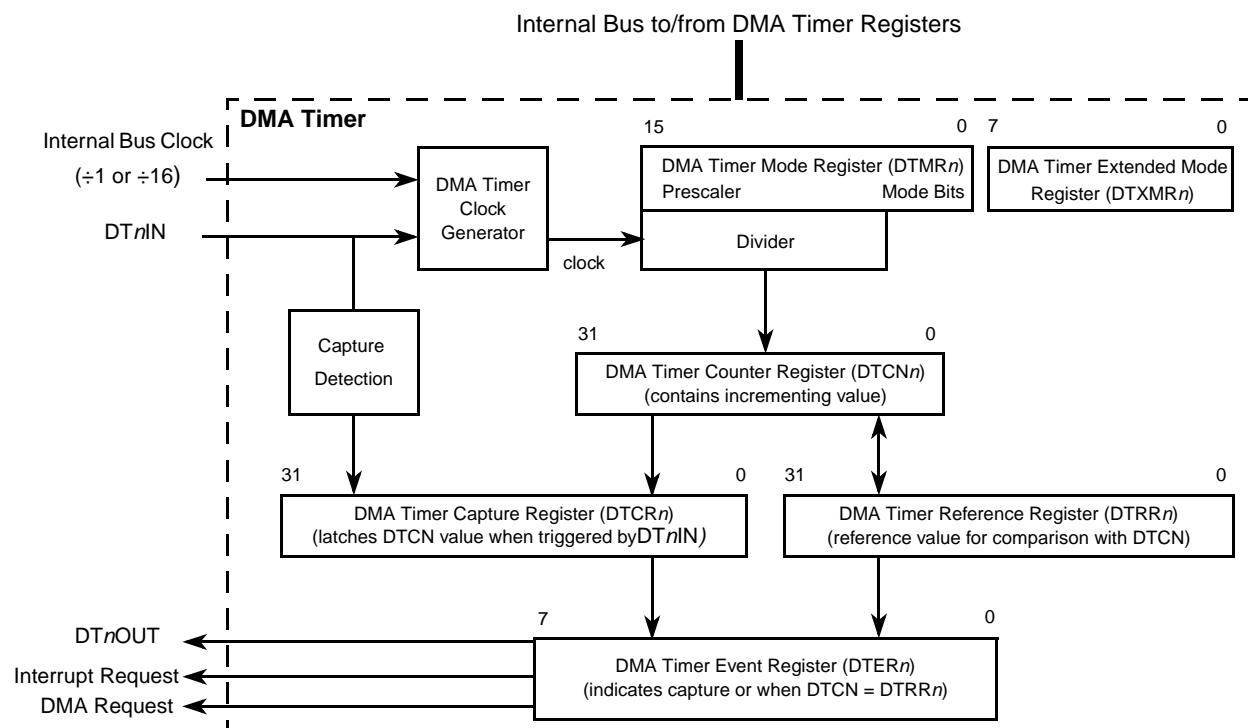 Internal Bus to/from DMA Timer Registers
DMA Timer
Internal Bus Clock
(÷1 or ÷16)
DTnIN
DMA Timer
Clock
Generator
clock
15 0
DMA Timer Mode Register (DTMRn)
Prescaler Mode Bits
Divider
7 0
DMA Timer Extended Mode
Register (DTXMRn)
Capture
Detection
31 0
DMA Timer Counter Register (DTCNn)
(contains incrementing value)
31 0
DMA Timer Capture Register (DTCRn)
(latches DTCN value when triggered byDTnIN)
31 0
DMA Timer Reference Register (DTRRn)
(reference value for comparison with DTCN)
7 0
DMA Timer Event Register (DTERn)
(indicates capture or when DTCN = DTRRn)
DTnOUT
Interrupt Request
DMA Request